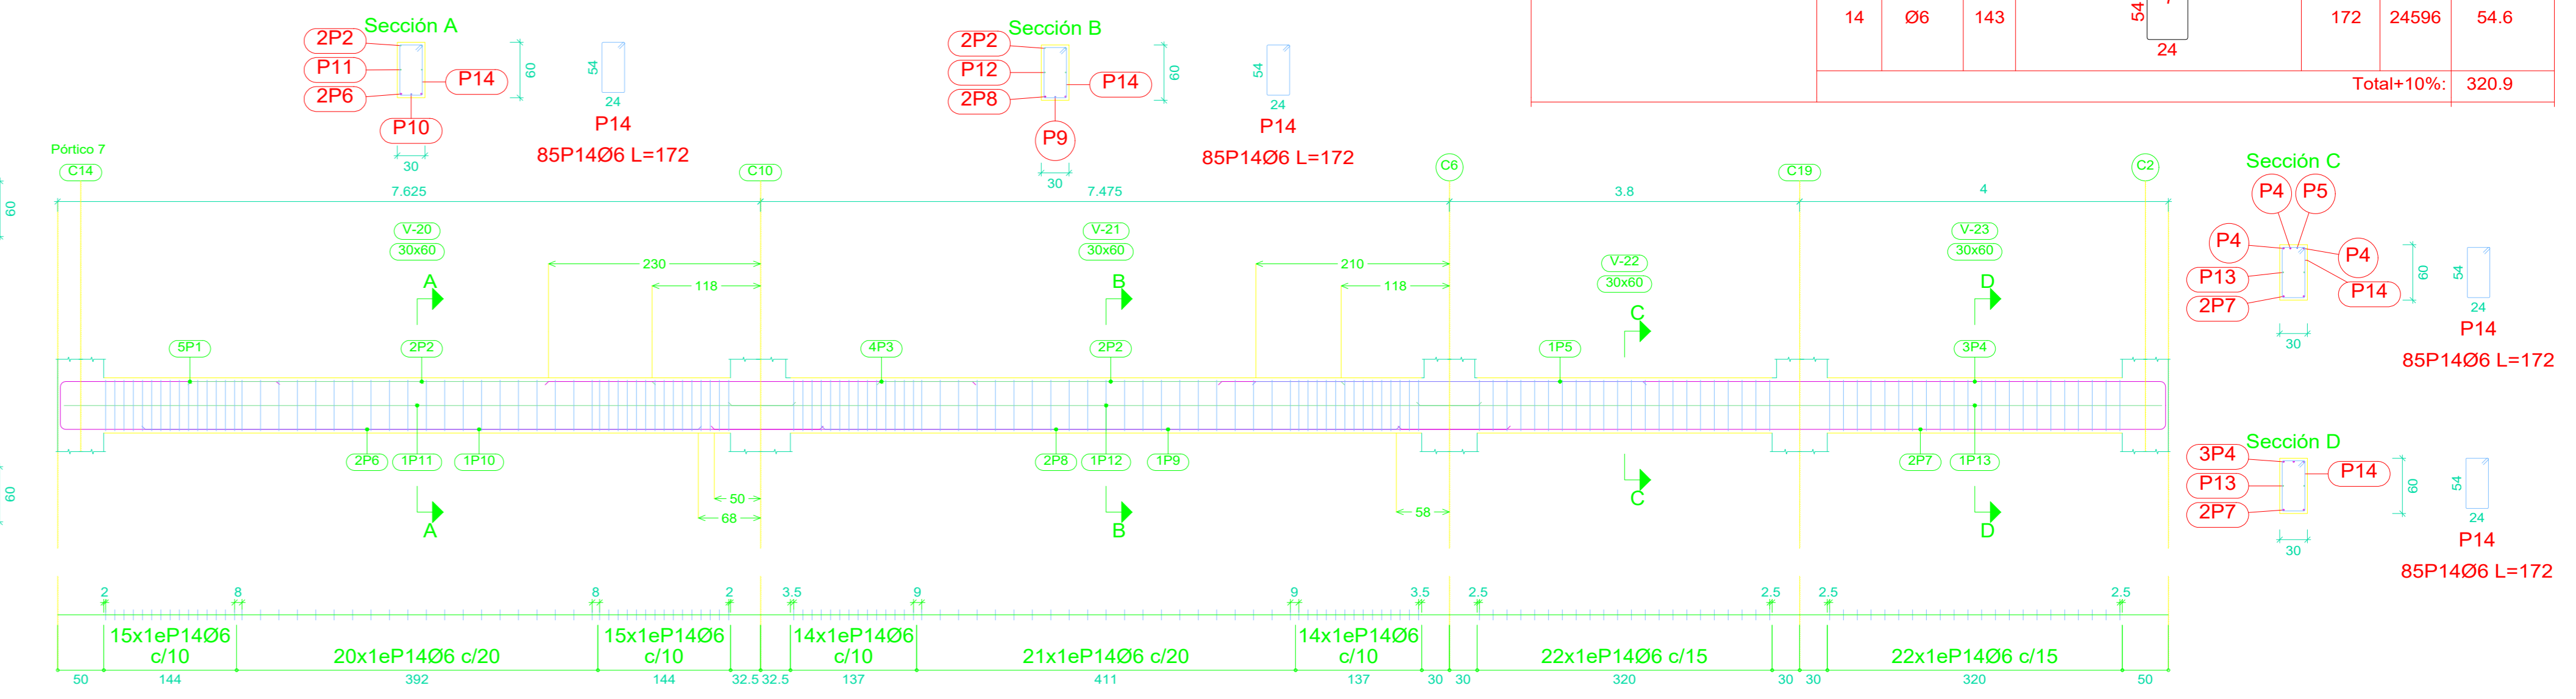 54
7
24
14 Ø6 143 172 24596 54.6
Total+10%: 320.9
Sección A
2P2
P11
2P6
P14
P10
60
30
54
24
P14
85P14Ø6 L=172
Sección B
2P2
P12
2P8
P14
P9
60
30
54
24
P14
85P14Ø6 L=172
Pórtico 7
C14 C10 C6 C19 C2
7.625 7.475 3.8 4
60
60
V-20
30x60
V-21
30x60
V-22
30x60
V-23
30x60
230
118
210
118
A B C D
5P1 2P2 4P3 2P2 1P5 3P4
2P6 1P11 1P10 2P8 1P12 1P9 2P7 1P13
50
68
58
A B C D
Sección C
P4 P5
P4 P4
P13 P14
2P7
60
30
54
24
P14
85P14Ø6 L=172
Sección D
3P4
P13
2P7
P14
60
30
54
24
P14
85P14Ø6 L=172
2 8 8 2 3.5 9 9 3.5 2.5 2.5 2.5 2.5
15x1eP14Ø6
c/10
20x1eP14Ø6 c/20
15x1eP14Ø6
c/10
14x1eP14Ø6
c/10
21x1eP14Ø6 c/20
14x1eP14Ø6
c/10
22x1eP14Ø6 c/15
22x1eP14Ø6 c/15
50 144 392 144 32.5 32.5 137 411 137 30 30 320 30 30 320 50